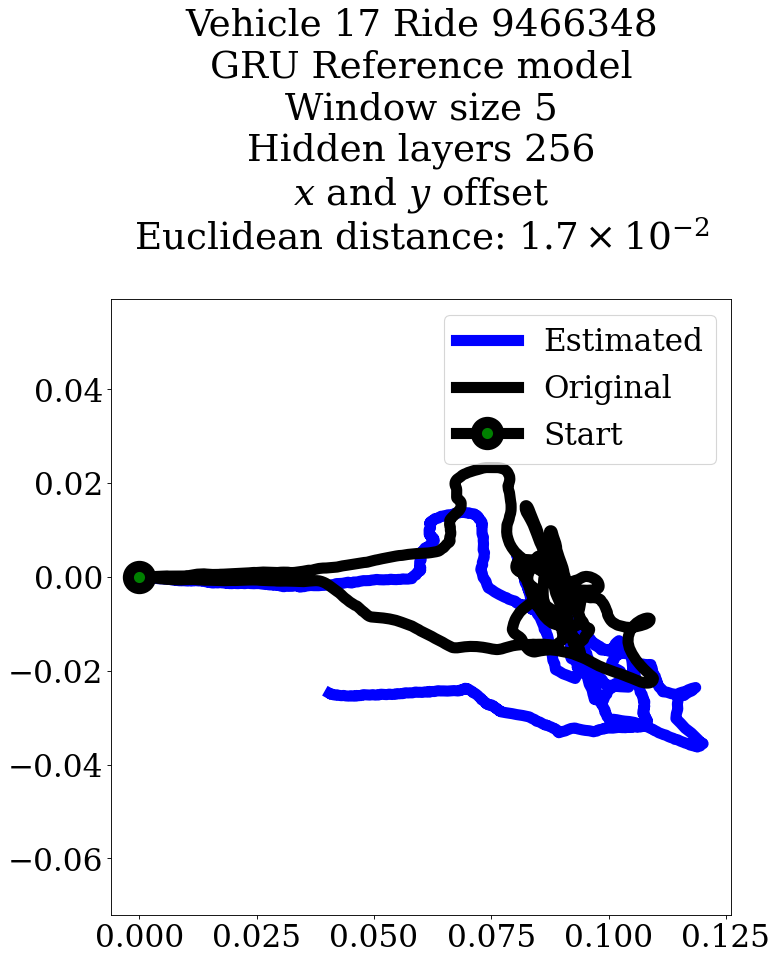 Vehicle 17 Ride 9466348
GRU Reference model
Window size 5
Hidden layers 256
x and y offset
Euclidean distance: 1.7 × 10⁻²
Estimated
Original
Start
0.04
0.02
0.00
−0.02
−0.04
−0.06
0.000 0.025 0.050 0.075 0.100 0.125